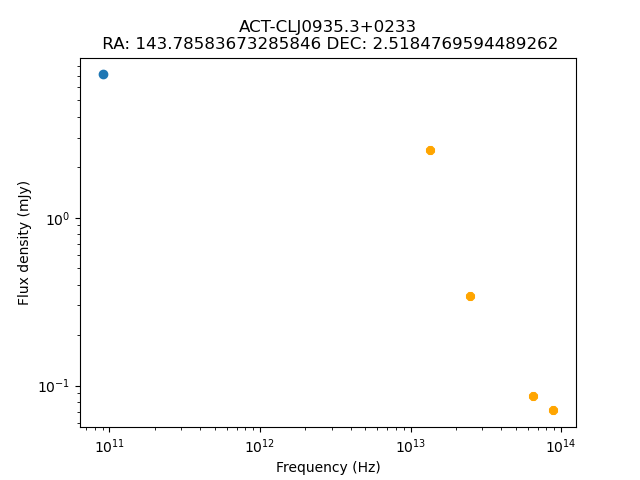 ACT-CLJ0935.3+0233
RA: 143.78583673285846 DEC: 2.5184769594489262
Flux density (mJy)
10⁰
10⁻¹
10¹¹ 10¹² 10¹³ 10¹⁴
Frequency (Hz)